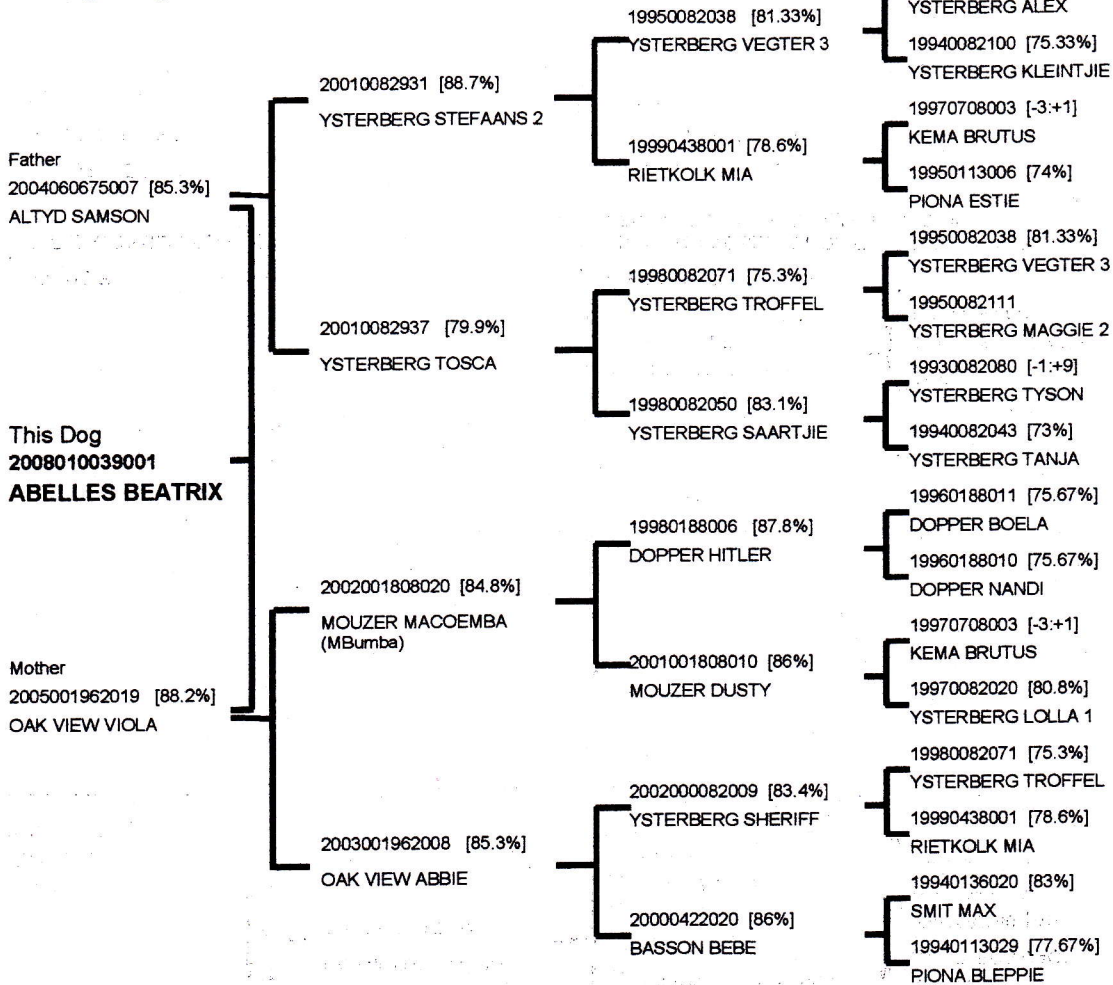 Father
2004060675007 [85.3%]
ALTYD SAMSON
This Dog
2008010039001
ABELLES BEATRIX
Mother
2005001962019 [88.2%]
OAK VIEW VIOLA
20010082931 [88.7%]
YSTERBERG STEFAANS 2
20010082937 [79.9%]
YSTERBERG TOSCA
2002001808020 [84.8%]
MOUZER MACOEMBA
(MBumba)
2003001962008 [85.3%]
OAK VIEW ABBIE
19950082038 [81.33%]
YSTERBERG VEGTER 3
19990438001 [78.6%]
RIETKOLK MIA
19980082071 [75.3%]
YSTERBERG TROFFEL
19980082050 [83.1%]
YSTERBERG SAARTJIE
19980188006 [87.8%]
DOPPER HITLER
2001001808010 [86%]
MOUZER DUSTY
2002000082009 [83.4%]
YSTERBERG SHERIFF
20000422020 [86%]
BASSON BEBE
YSTERBERG ALEX
19940082100 [75.33%]
YSTERBERG KLEINTJIE
19970708003 [-3:+1]
KEMA BRUTUS
19950113006 [74%]
PIONA ESTIE
19950082038 [81.33%]
YSTERBERG VEGTER 3
19950082111
YSTERBERG MAGGIE 2
19930082080 [-1:+9]
YSTERBERG TYSON
19940082043 [73%]
YSTERBERG TANJA
19960188011 [75.67%]
DOPPER BOELA
19960188010 [75.67%]
DOPPER NANDI
19970708003 [-3:+1]
KEMA BRUTUS
19970082020 [80.8%]
YSTERBERG LOLLA 1
19980082071 [75.3%]
YSTERBERG TROFFEL
19990438001 [78.6%]
RIETKOLK MIA
19940136020 [83%]
SMIT MAX
19940113029 [77.67%]
PIONA BLEPPIE